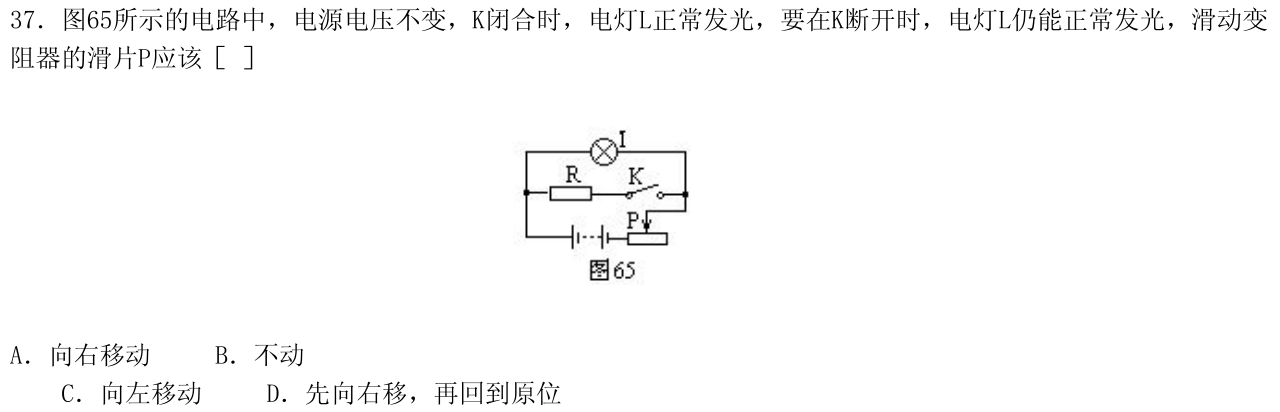 37．图65所示的电路中，电源电压不变，K闭合时，电灯L正常发光，要在K断开时，电灯L仍能正常发光，滑动变
阻器的滑片P应该［ ］
I
R
K
P
图65
A．向右移动 B．不动
C．向左移动 D．先向右移，再回到原位